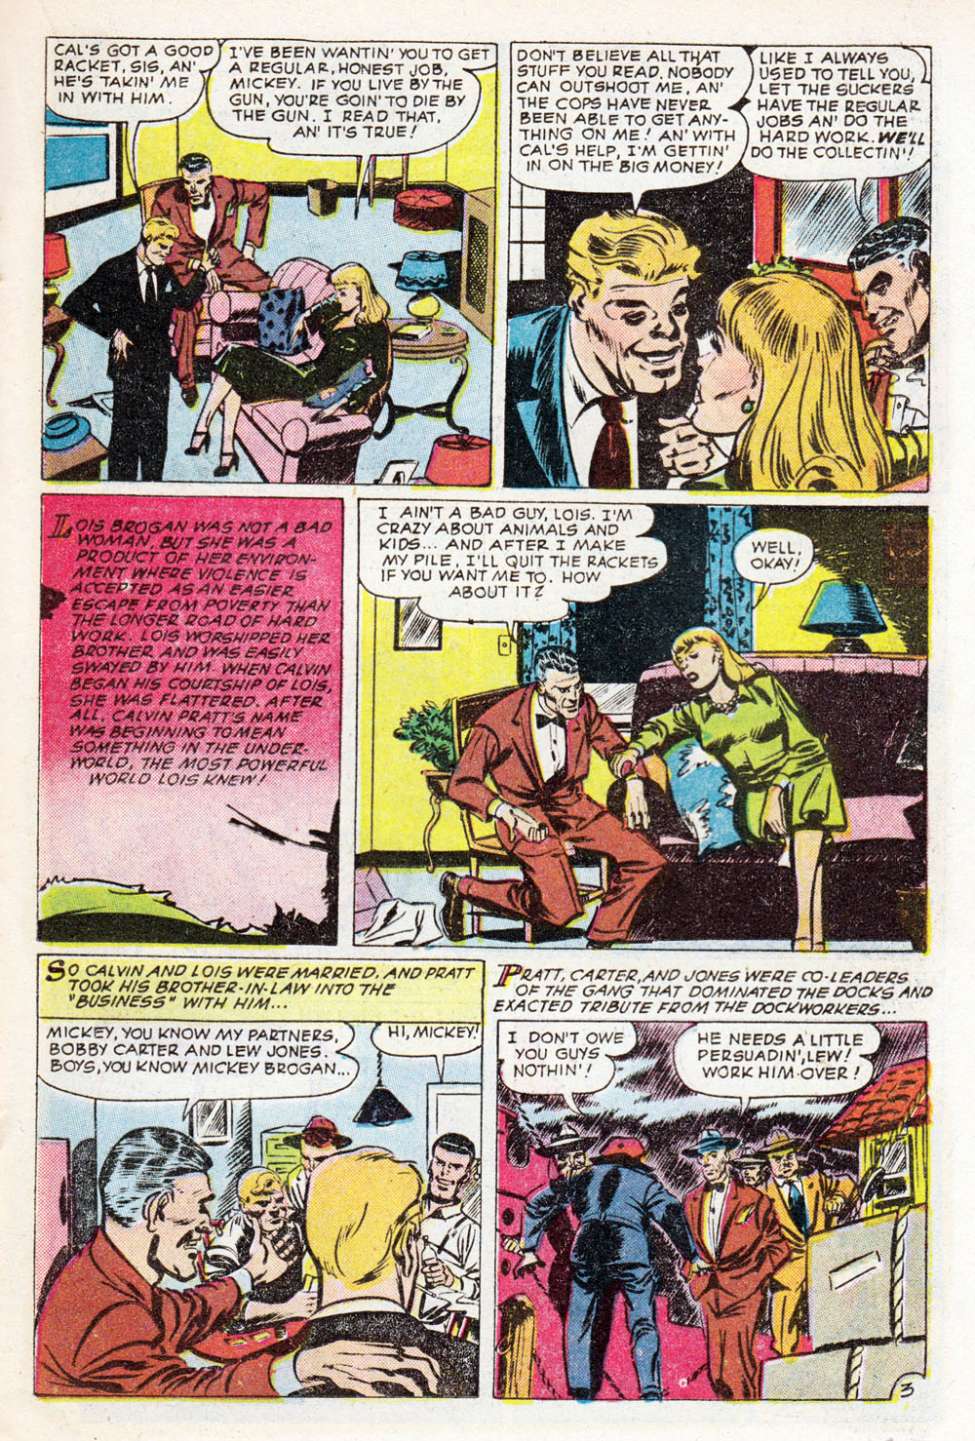 CAL'S GOT A GOOD
RACKET, SIS, AN'
HE'S TAKIN' ME
IN WITH HIM.
I'VE BEEN WANTIN' YOU TO GET
A REGULAR, HONEST JOB,
MICKEY. IF YOU LIVE BY THE
GUN, YOU'RE GOIN' TO DIE BY
THE GUN. I READ THAT,
AN' IT'S TRUE!
DON'T BELIEVE ALL THAT
STUFF YOU READ. NOBODY
CAN OUTSHOOT ME, AN'
THE COPS HAVE NEVER
BEEN ABLE TO GET ANY-
THING ON ME! AN' WITH
CAL'S HELP, I'M GETTIN'
IN ON THE BIG MONEY!
LIKE I ALWAYS
USED TO TELL YOU,
LET THE SUCKERS
HAVE THE REGULAR
JOBS AN' DO THE
HARD WORK. WE'LL
DO THE COLLECTIN'!
LOIS BROGAN WAS NOT A BAD
WOMAN, BUT SHE WAS A
PRODUCT OF HER ENVIRON-
MENT WHERE VIOLENCE IS
ACCEPTED AS AN EASIER
ESCAPE FROM POVERTY THAN
THE LONGER ROAD OF HARD
WORK. LOIS WORSHIPPED HER
BROTHER AND WAS EASILY
SWAYED BY HIM. WHEN CALVIN
BEGAN HIS COURTSHIP OF LOIS,
SHE WAS FLATTERED. AFTER
ALL, CALVIN PRATT'S NAME
WAS BEGINNING TO MEAN
SOMETHING IN THE UNDER-
WORLD, THE MOST POWERFUL
WORLD LOIS KNEW!
I AIN'T A BAD GUY, LOIS. I'M
CRAZY ABOUT ANIMALS AND
KIDS... AND AFTER I MAKE
MY PILE, I'LL QUIT THE RACKETS
IF YOU WANT ME TO. HOW
ABOUT IT?
WELL,
OKAY!
SO CALVIN AND LOIS WERE MARRIED, AND PRATT
TOOK HIS BROTHER-IN-LAW INTO THE
"BUSINESS" WITH HIM...
MICKEY, YOU KNOW MY PARTNERS,
BOBBY CARTER AND LEW JONES.
BOYS, YOU KNOW MICKEY BROGAN...
HI, MICKEY!
PRATT, CARTER, AND JONES WERE CO-LEADERS
OF THE GANG THAT DOMINATED THE DOCKS AND
EXACTED TRIBUTE FROM THE DOCKWORKERS...
I DON'T OWE
YOU GUYS
NOTHIN'!
HE NEEDS A LITTLE
PERSUADIN', LEW!
WORK HIM OVER!
3